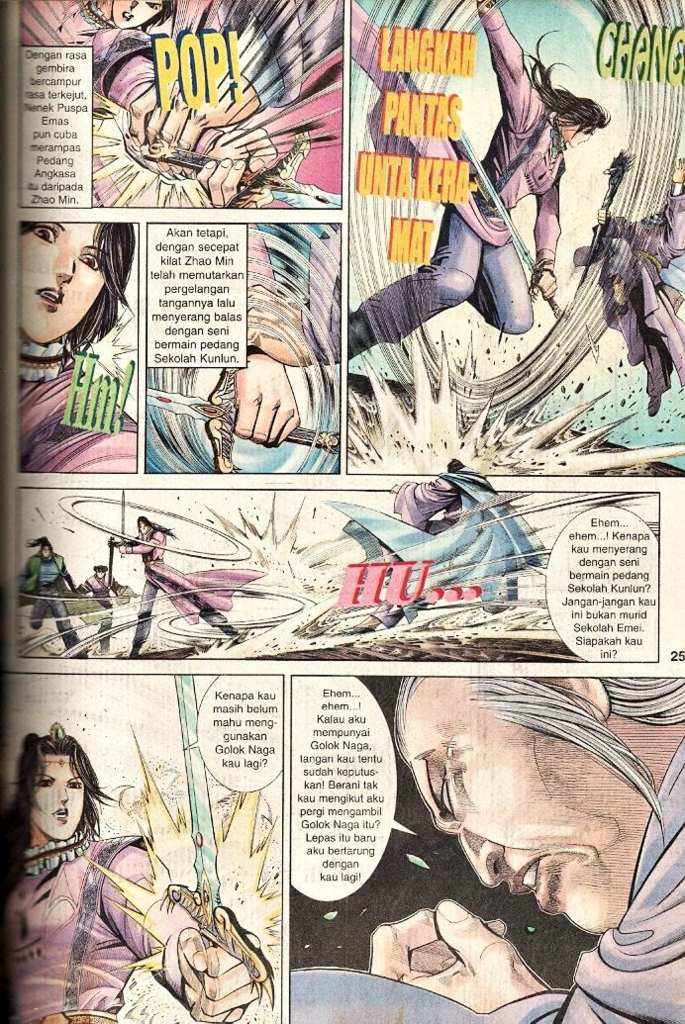 Dengan rasa
gembira
bercampur
rasa terkejut,
Nenek Puspa
Emas
pun cuba
merampas
Pedang
Angkasa
itu daripada
Zhao Min.
POP!
LANGKAH
PANTAS
UNTA KERA-
MAT
CHANG
Hm!
Akan tetapi,
dengan secepat
kilat Zhao Min
telah memutarkan
pergelangan
tangannya lalu
menyerang balas
dengan seni
bermain pedang
Sekolah Kunlun.
HU...
Ehem...
ehem...! Kenapa
kau menyerang
dengan seni
bermain pedang
Sekolah Kunlun?
Jangan-jangan kau
ini bukan murid
Sekolah Emei.
Siapakah kau
ini?
25
Kenapa kau
masih belum
mahu meng-
gunakan
Golok Naga
kau lagi?
Ehem...
ehem...!
Kalau aku
mempunyai
Golok Naga,
tangan kau tentu
sudah keputus-
kan! Berani tak
kau mengikut aku
pergi mengambil
Golok Naga itu?
Lepas itu baru
aku bertarung
dengan
kau lagi!